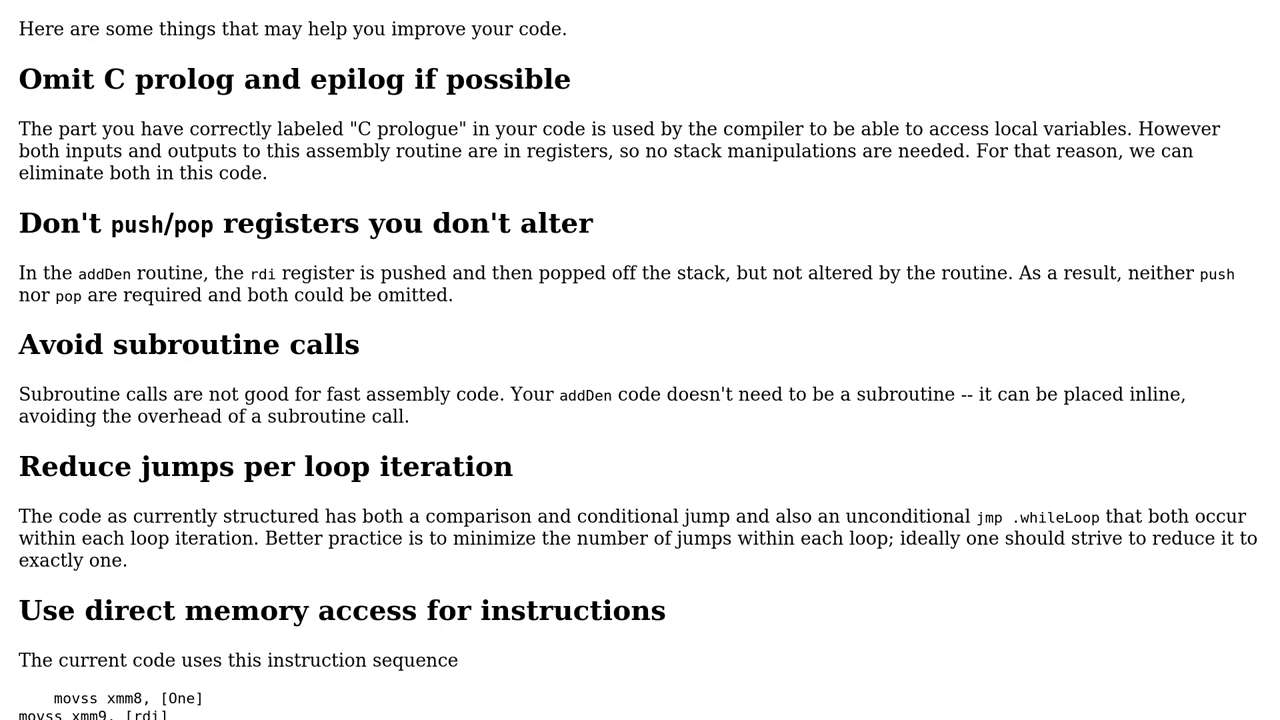 Here are some things that may help you improve your code.
Omit C prolog and epilog if possible
The part you have correctly labeled "C prologue" in your code is used by the compiler to be able to access local variables. However
both inputs and outputs to this assembly routine are in registers, so no stack manipulations are needed. For that reason, we can
eliminate both in this code.
Don't push/pop registers you don't alter
In the addDen routine, the rdi register is pushed and then popped off the stack, but not altered by the routine. As a result, neither push
nor pop are required and both could be omitted.
Avoid subroutine calls
Subroutine calls are not good for fast assembly code. Your addDen code doesn't need to be a subroutine -- it can be placed inline,
avoiding the overhead of a subroutine call.
Reduce jumps per loop iteration
The code as currently structured has both a comparison and conditional jump and also an unconditional jmp .whileLoop that both occur
within each loop iteration. Better practice is to minimize the number of jumps within each loop; ideally one should strive to reduce it to
exactly one.
Use direct memory access for instructions
The current code uses this instruction sequence
movss xmm8, [One]
movss xmm9, [rdi]